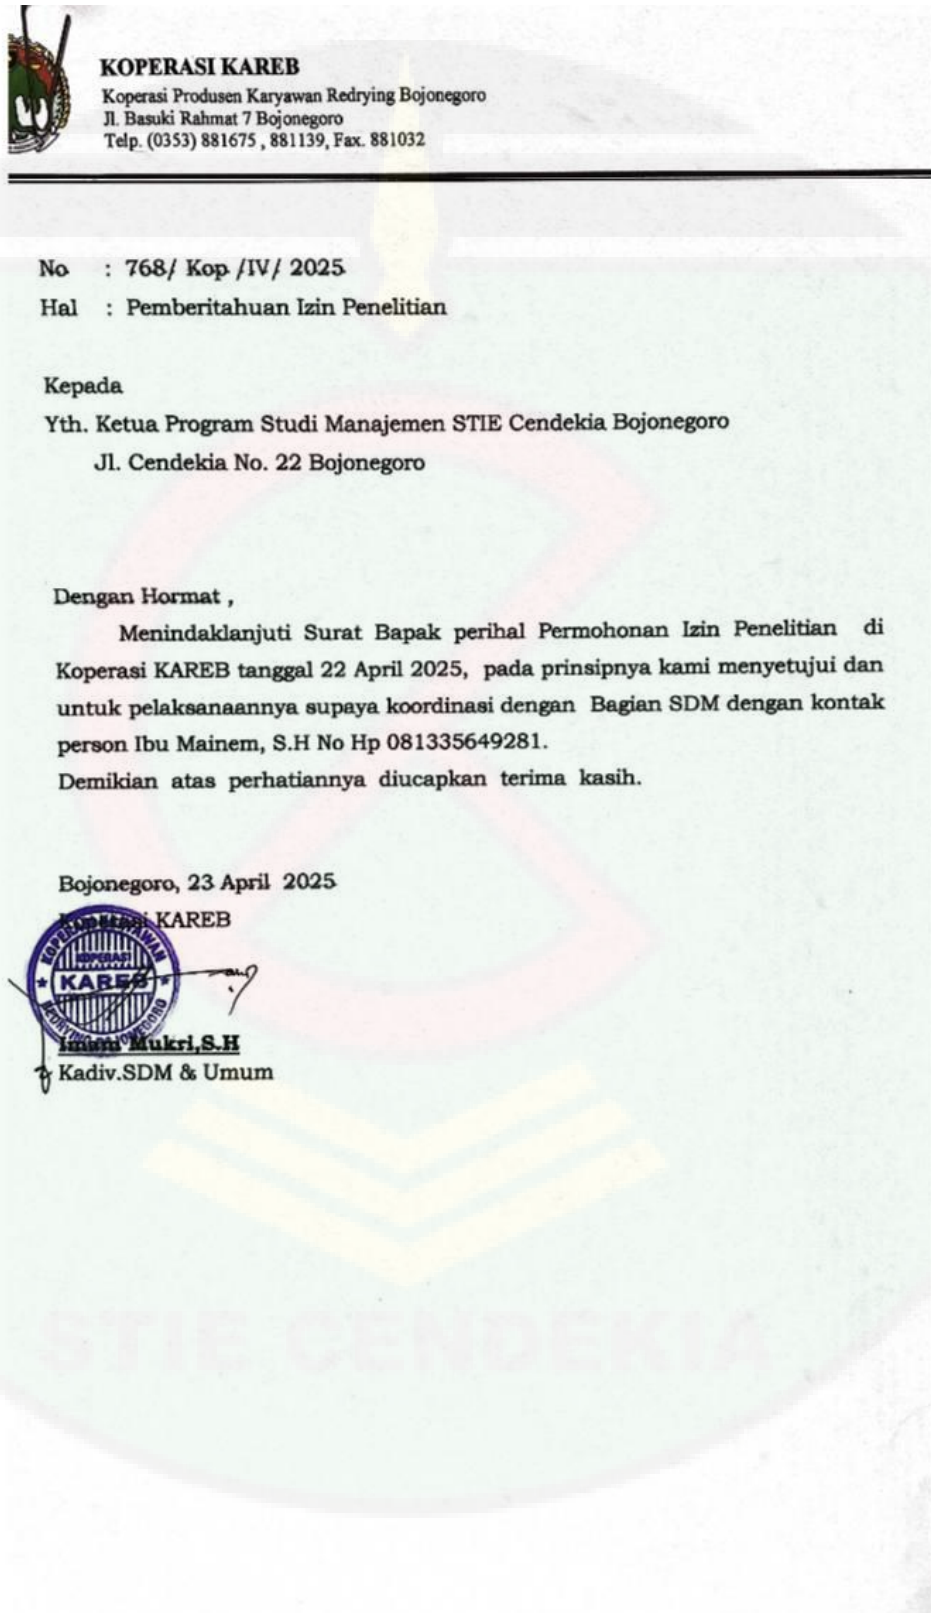 KOPERASI KAREB
Koperasi Produsen Karyawan Redrying Bojonegoro
Jl. Basuki Rahmat 7 Bojonegoro
Telp. (0353) 881675 , 881139, Fax. 881032
No : 768/ Kop /IV/ 2025
Hal : Pemberitahuan Izin Penelitian
Kepada
Yth. Ketua Program Studi Manajemen STIE Cendekia Bojonegoro
Jl. Cendekia No. 22 Bojonegoro
Dengan Hormat ,
Menindaklanjuti Surat Bapak perihal Permohonan Izin Penelitian di
Koperasi KAREB tanggal 22 April 2025, pada prinsipnya kami menyetujui dan
untuk pelaksanaannya supaya koordinasi dengan Bagian SDM dengan kontak
person Ibu Mainem, S.H No Hp 081335649281.
Demikian atas perhatiannya diucapkan terima kasih.
Bojonegoro, 23 April 2025
Koperasi KAREB
KOPERASI KARYAWAN
KOPERASI
KAREB
REDRYING BOJONEGORO
Imam Mukri,S.H
Kadiv.SDM & Umum
STIE CENDEKIA